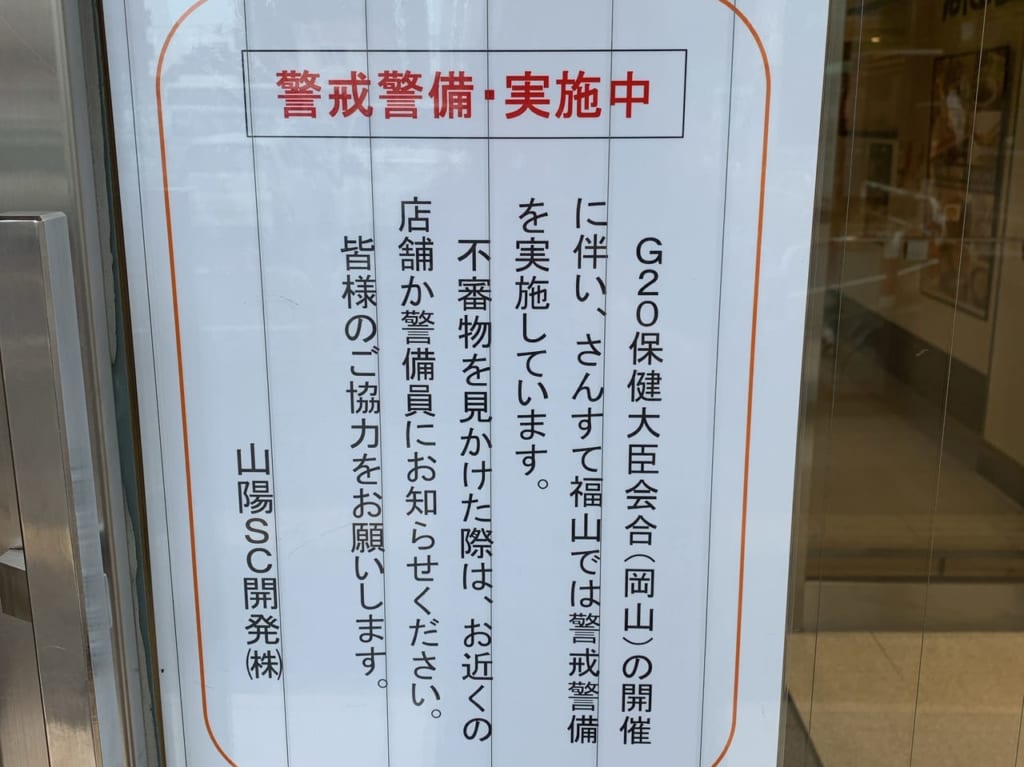 警戒警備・実施中
G20保健大臣会合(岡山)の開催
に伴い、さんすて福山では警戒警備
を実施しています。
不審物を見かけた際は、お近くの
店舗か警備員にお知らせください。
皆様のご協力をお願いします。
山陽SC開発㈱